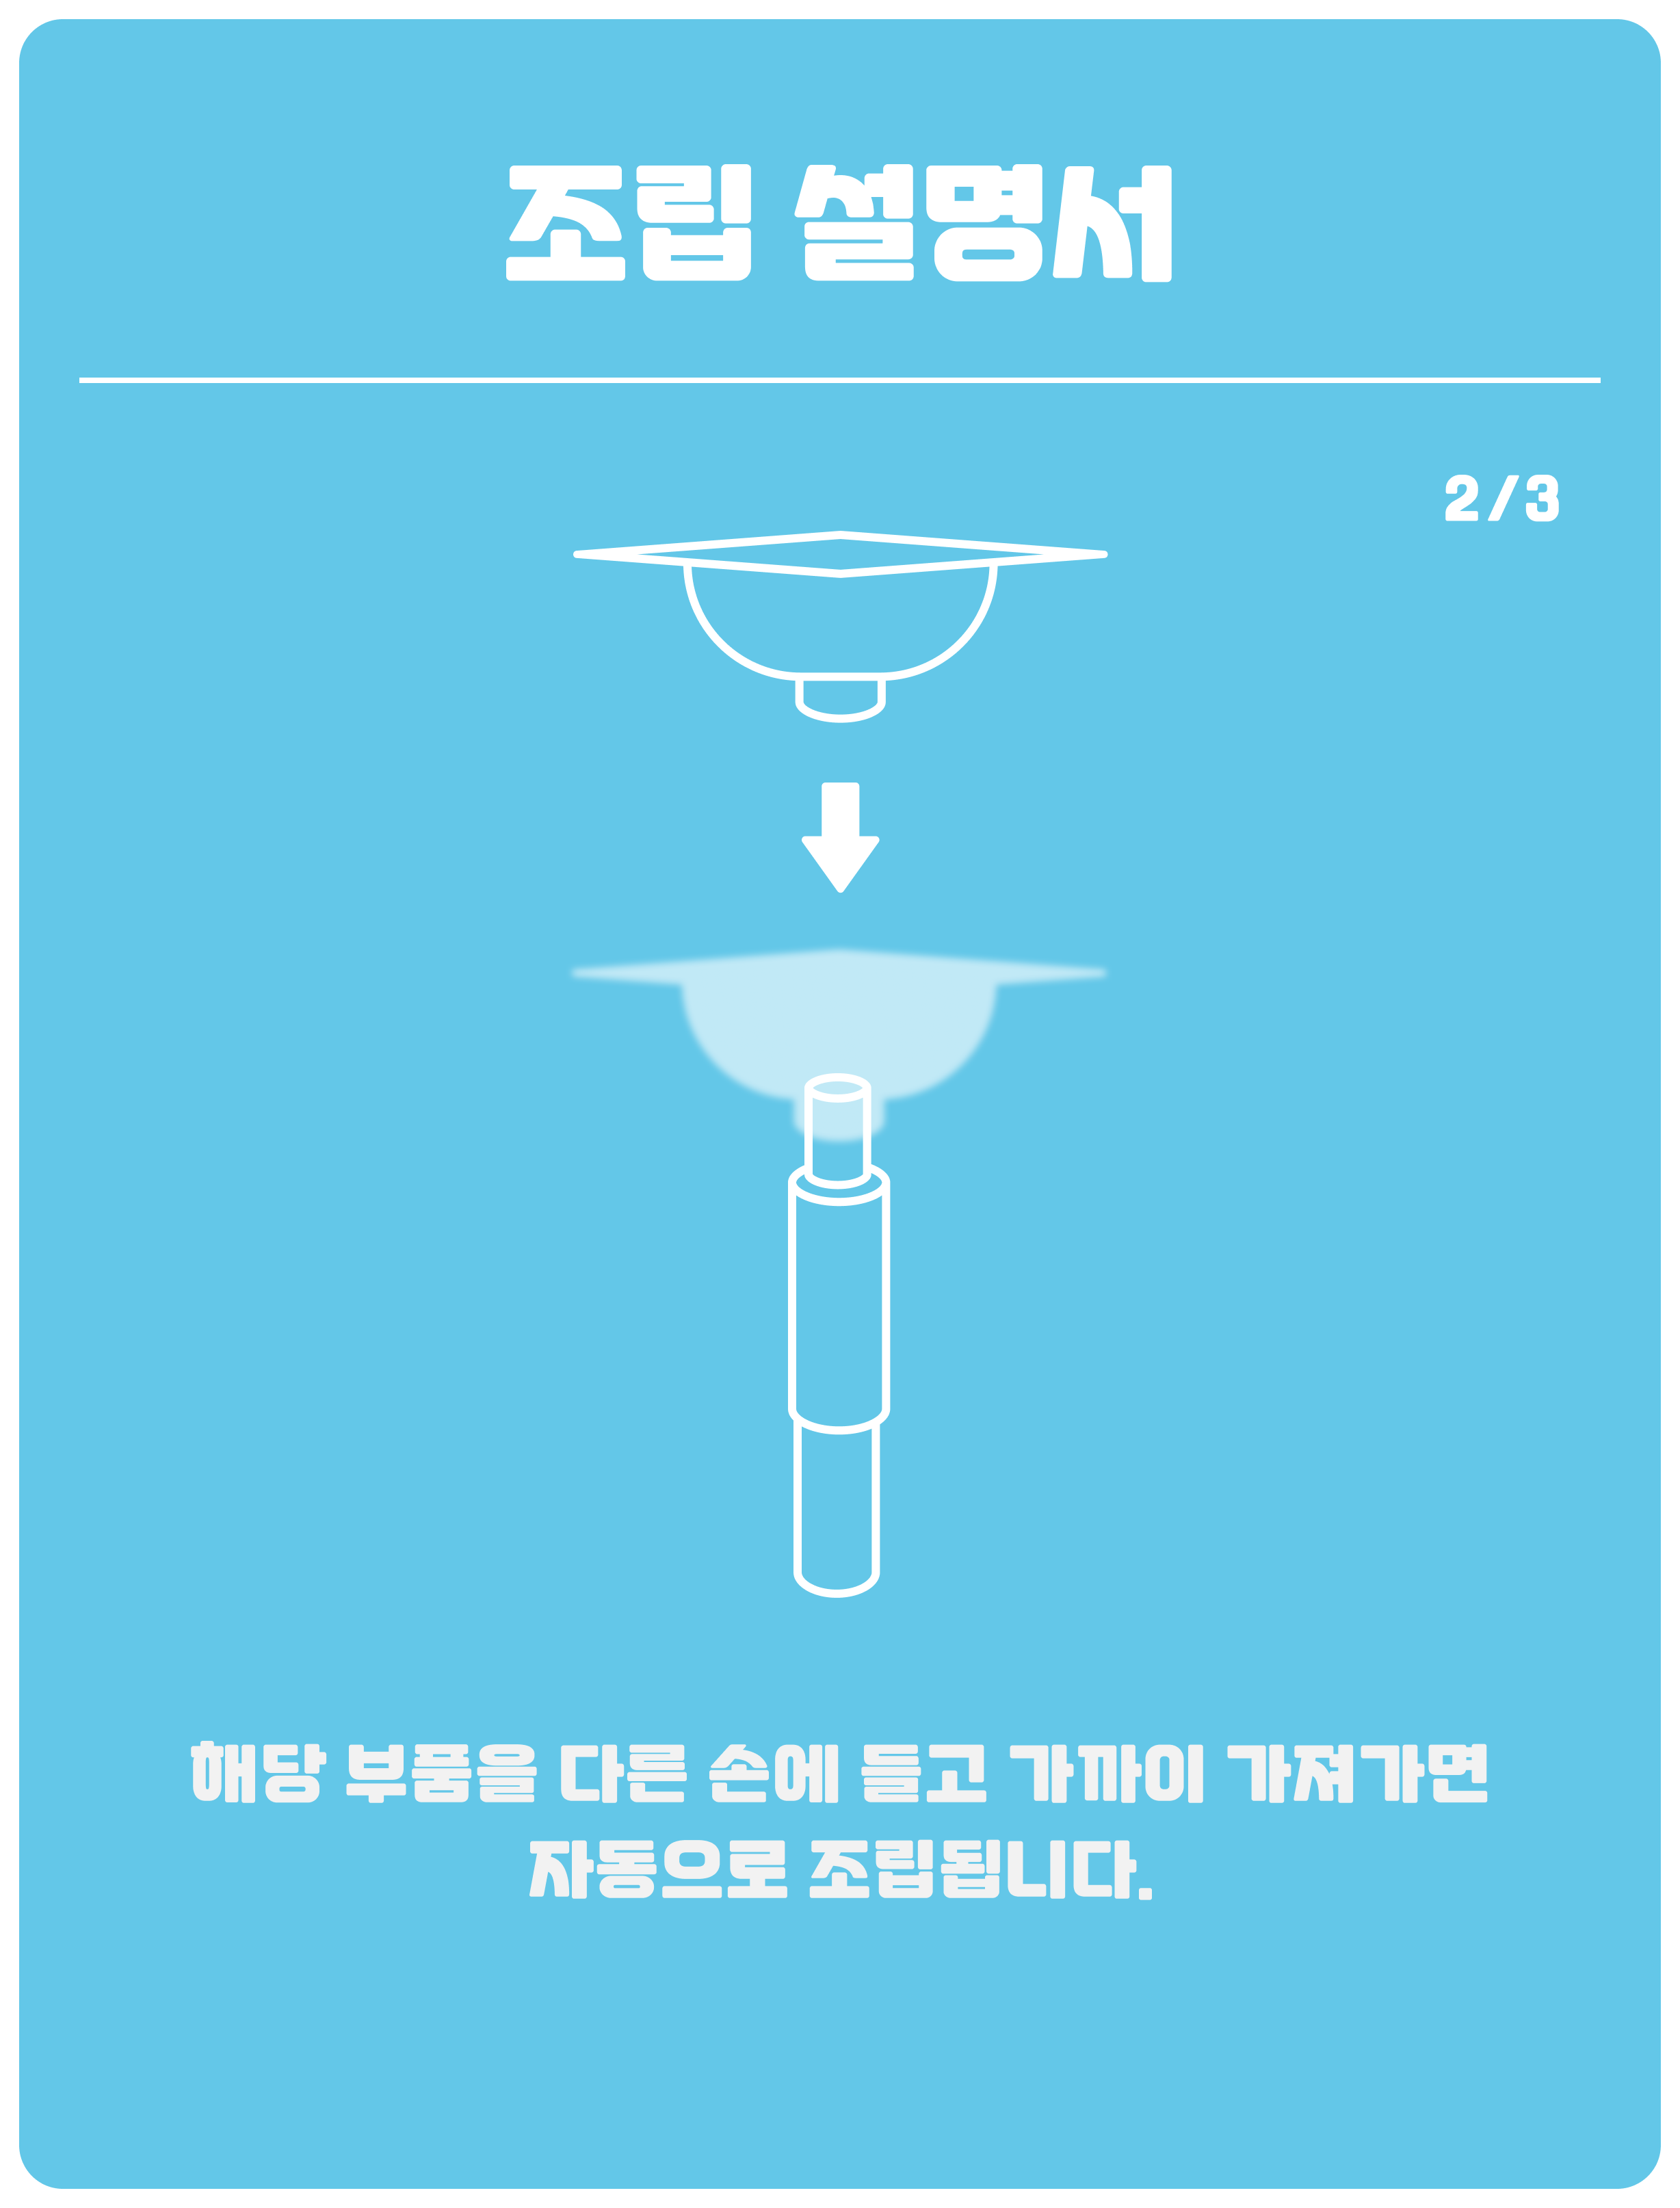 조립 설명서
2/3
해당 부품을 다른 손에 들고 가까이 가져가면
자동으로 조립됩니다.